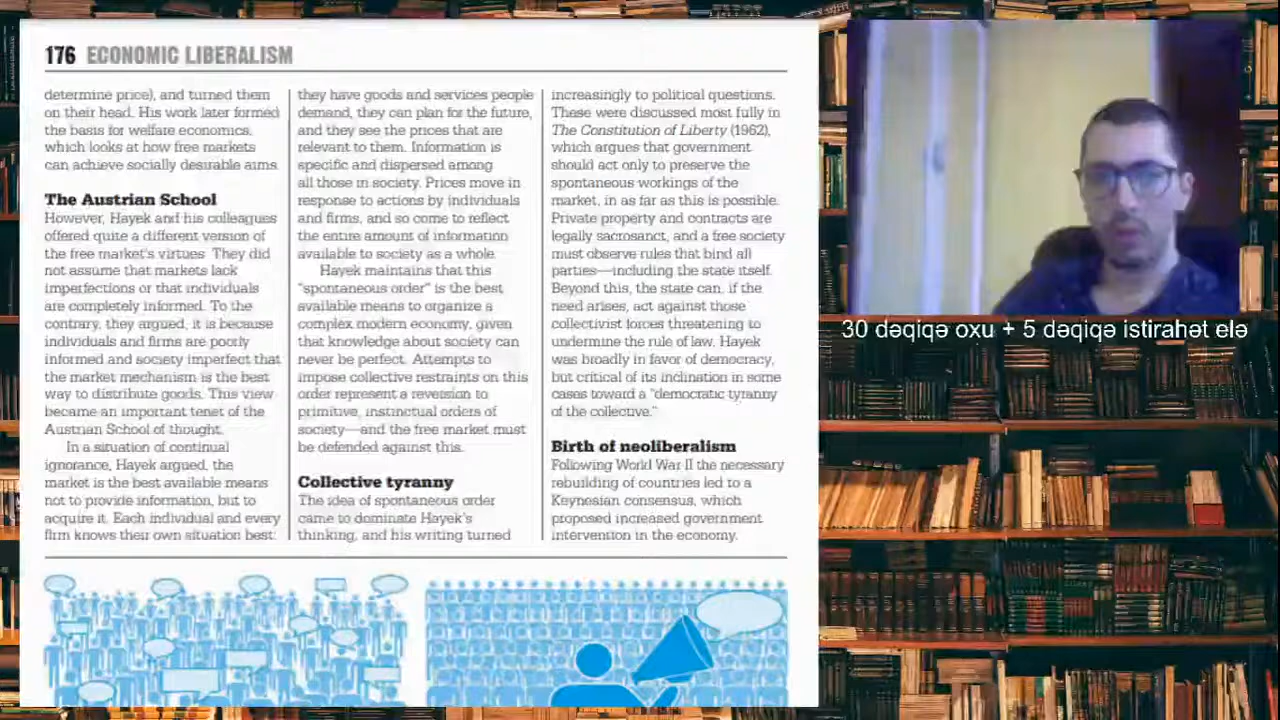 176 ECONOMIC LIBERALISM
determine price), and turned them
on their head. His work later formed
the basis for welfare economics,
which looks at how free markets
can achieve socially desirable aims.
The Austrian School
However, Hayek and his colleagues
offered quite a different version of
the free market's virtues. They did
not assume that markets lack
imperfections or that individuals
are completely informed. To the
contrary, they argued, it is because
individuals and firms are poorly
informed and society imperfect that
the market mechanism is the best
way to distribute goods. This view
became an important tenet of the
Austrian School of thought.
In a situation of continual
ignorance, Hayek argued, the
market is the best available means
not to provide information, but to
acquire it. Each individual and every
firm knows their own situation best:
they have goods and services people
demand, they can plan for the future,
and they see the prices that are
relevant to them. Information is
specific and dispersed among
all those in society. Prices move in
response to actions by individuals
and firms, and so come to reflect
the entire amount of information
available to society as a whole.
Hayek maintains that this
"spontaneous order" is the best
available means to organize a
complex modern economy, given
that knowledge about society can
never be perfect. Attempts to
impose collective restraints on this
order represent a reversion to
primitive, instinctual orders of
society—and the free market must
be defended against this.
Collective tyranny
The idea of spontaneous order
came to dominate Hayek's
thinking, and his writing turned
increasingly to political questions.
These were discussed most fully in
The Constitution of Liberty (1962),
which argues that government
should act only to preserve the
spontaneous workings of the
market, in as far as this is possible.
Private property and contracts are
legally sacrosanct, and a free society
must observe rules that bind all
parties—including the state itself.
Beyond this, the state can, if the
need arises, act against those
collectivist forces threatening to
undermine the rule of law. Hayek
was broadly in favor of democracy,
but critical of its inclination in some
cases toward a "democratic tyranny
of the collective."
Birth of neoliberalism
Following World War II the necessary
rebuilding of countries led to a
Keynesian consensus, which
proposed increased government
intervention in the economy.
30 dəqiqə oxu + 5 dəqiqə istirahət elə